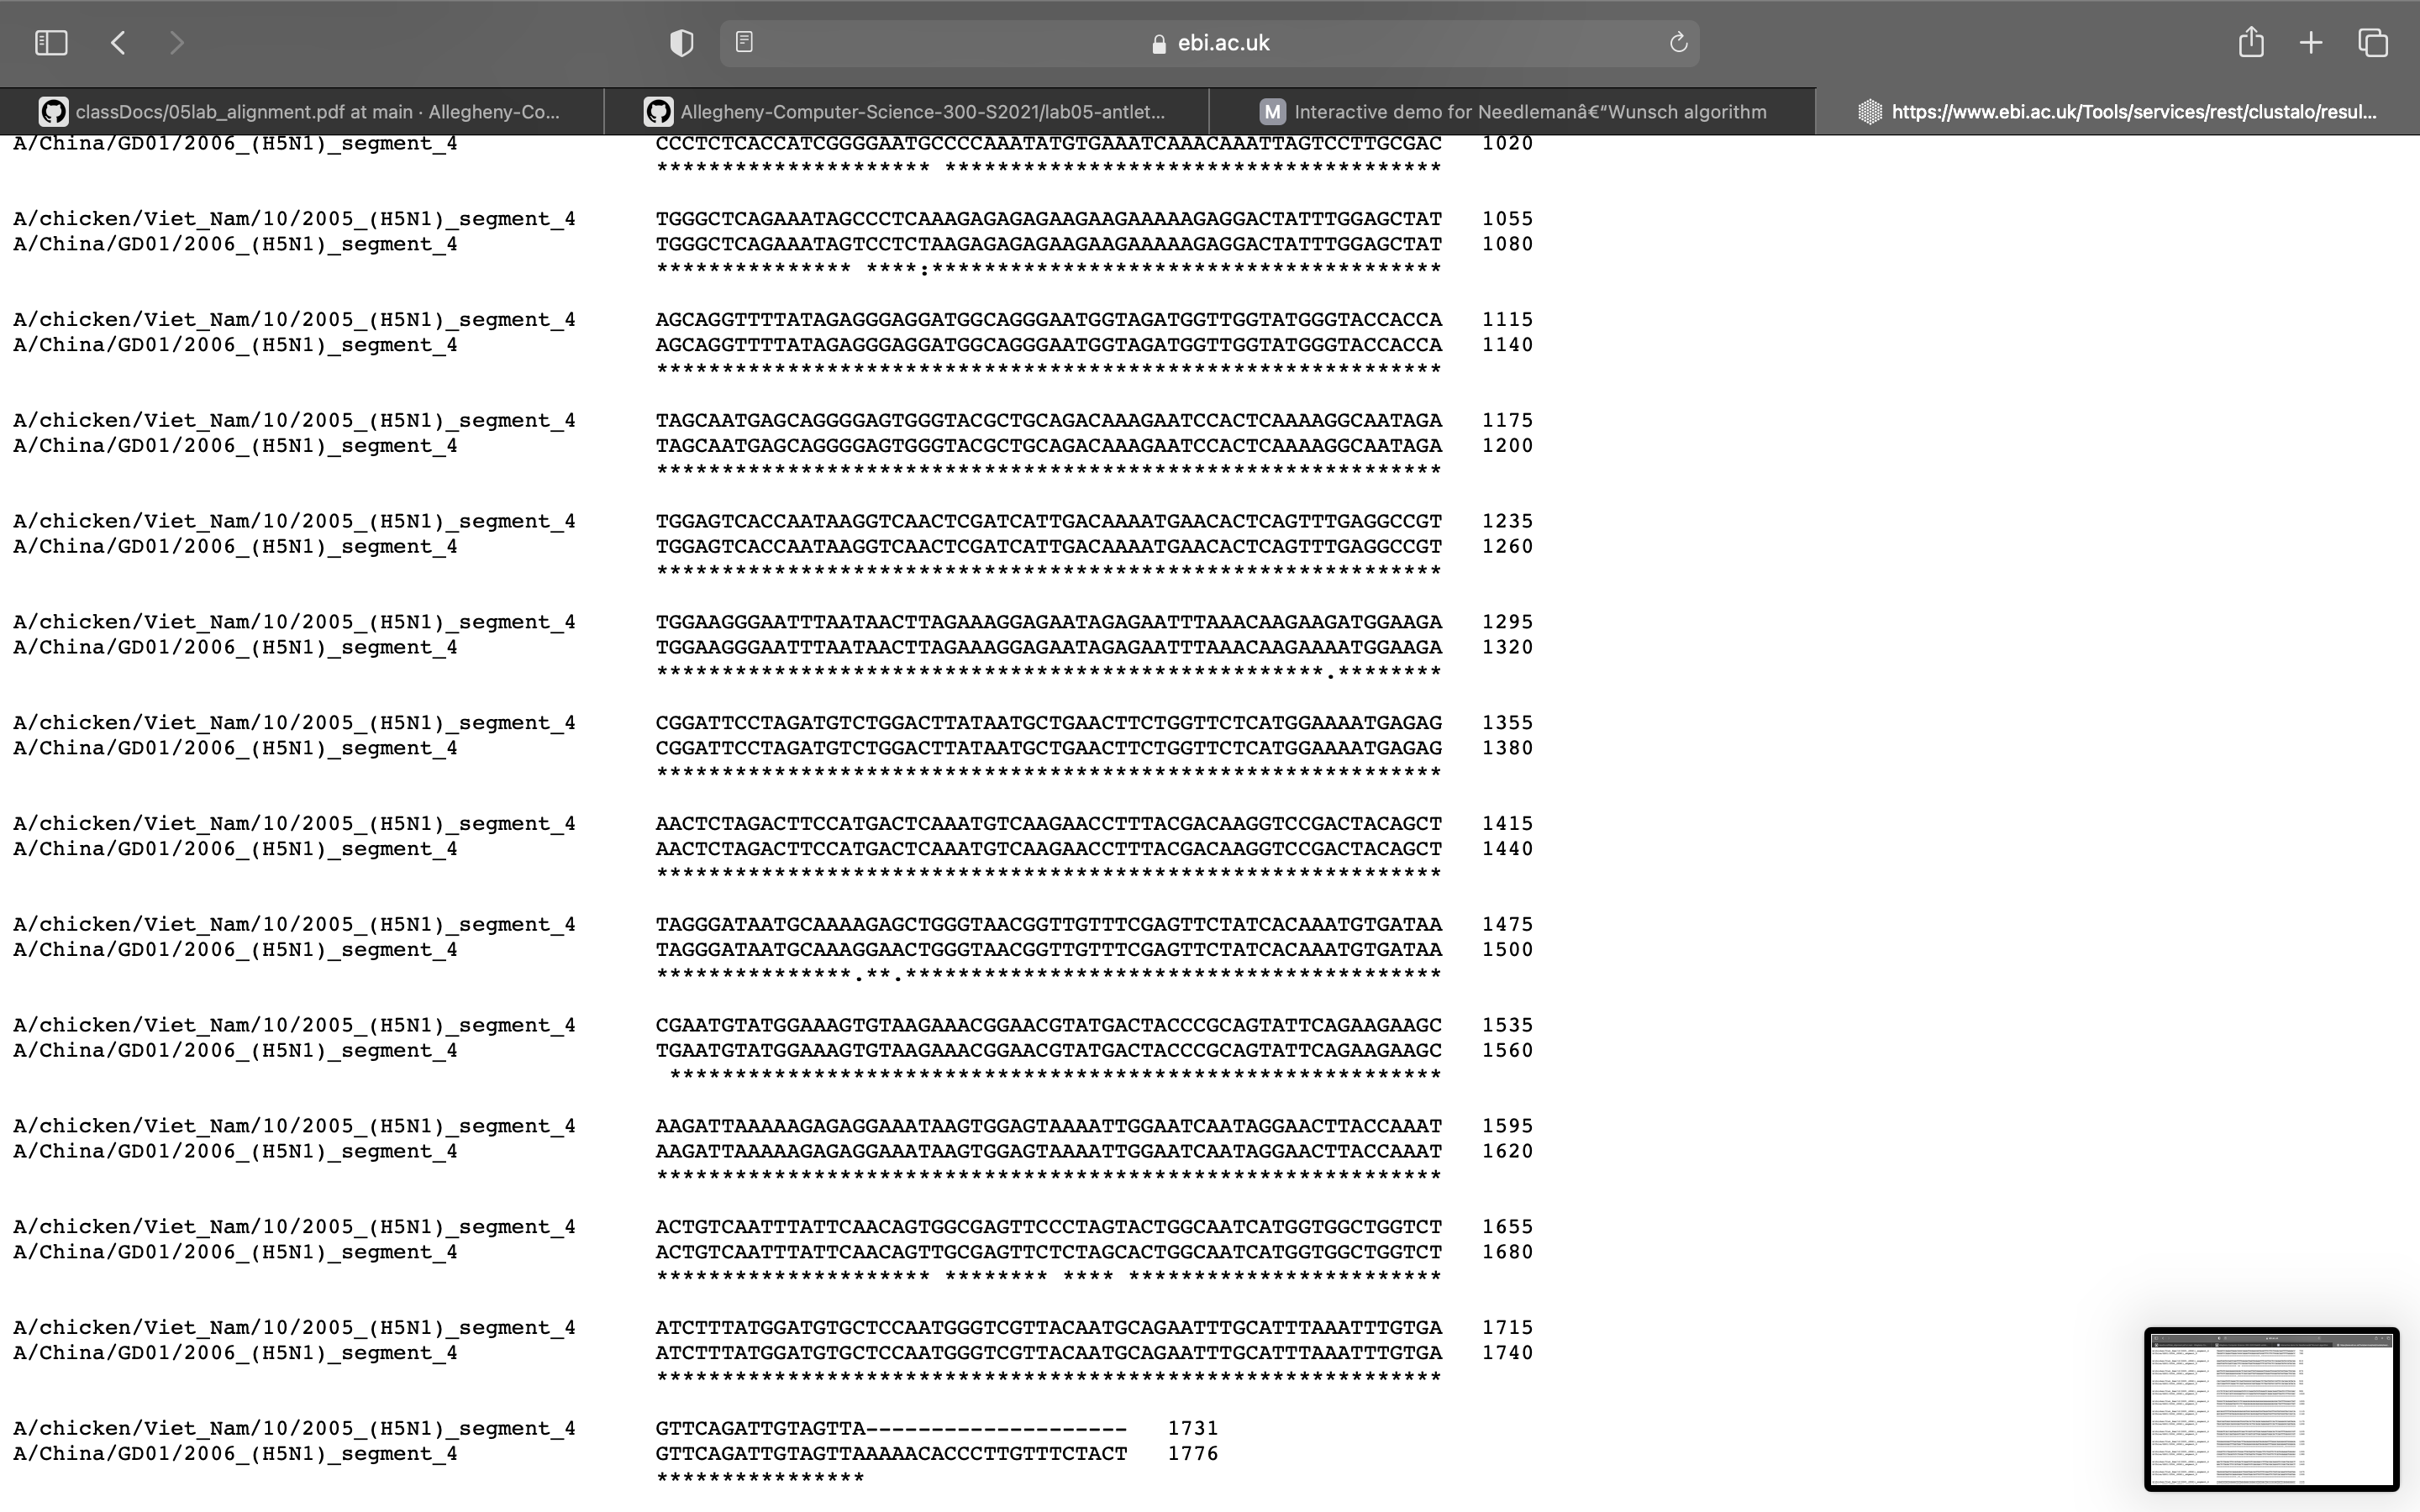 ebi.ac.uk
classDocs/05lab_alignment.pdf at main · Allegheny-Co...
Allegheny-Computer-Science-300-S2021/lab05-antlet...
M Interactive demo for Needlemanâ€“Wunsch algorithm
https://www.ebi.ac.uk/Tools/services/rest/clustalo/resul...
A/China/GD01/2006_(H5N1)_segment_4 CCCTCTCACCATCGGGGAATGCCCCAAATATGTGAAATCAAACAAATTAGTCCTTGCGAC 1020
********************* **************************************
A/chicken/Viet_Nam/10/2005_(H5N1)_segment_4 TGGGCTCAGAAATAGCCCTCAAAGAGAGAGAAGAAGAAAAAGAGGACTATTTGGAGCTAT 1055
A/China/GD01/2006_(H5N1)_segment_4 TGGGCTCAGAAATAGTCCTCTAAGAGAGAGAAGAAGAAAAAGAGGACTATTTGGAGCTAT 1080
*************** ****:***************************************
A/chicken/Viet_Nam/10/2005_(H5N1)_segment_4 AGCAGGTTTTATAGAGGGAGGATGGCAGGGAATGGTAGATGGTTGGTATGGGTACCACCA 1115
A/China/GD01/2006_(H5N1)_segment_4 AGCAGGTTTTATAGAGGGAGGATGGCAGGGAATGGTAGATGGTTGGTATGGGTACCACCA 1140
************************************************************
A/chicken/Viet_Nam/10/2005_(H5N1)_segment_4 TAGCAATGAGCAGGGGAGTGGGTACGCTGCAGACAAAGAATCCACTCAAAAGGCAATAGA 1175
A/China/GD01/2006_(H5N1)_segment_4 TAGCAATGAGCAGGGGAGTGGGTACGCTGCAGACAAAGAATCCACTCAAAAGGCAATAGA 1200
************************************************************
A/chicken/Viet_Nam/10/2005_(H5N1)_segment_4 TGGAGTCACCAATAAGGTCAACTCGATCATTGACAAAATGAACACTCAGTTTGAGGCCGT 1235
A/China/GD01/2006_(H5N1)_segment_4 TGGAGTCACCAATAAGGTCAACTCGATCATTGACAAAATGAACACTCAGTTTGAGGCCGT 1260
************************************************************
A/chicken/Viet_Nam/10/2005_(H5N1)_segment_4 TGGAAGGGAATTTAATAACTTAGAAAGGAGAATAGAGAATTTAAACAAGAAGATGGAAGA 1295
A/China/GD01/2006_(H5N1)_segment_4 TGGAAGGGAATTTAATAACTTAGAAAGGAGAATAGAGAATTTAAACAAGAAAATGGAAGA 1320
***************************************************.********
A/chicken/Viet_Nam/10/2005_(H5N1)_segment_4 CGGATTCCTAGATGTCTGGACTTATAATGCTGAACTTCTGGTTCTCATGGAAAATGAGAG 1355
A/China/GD01/2006_(H5N1)_segment_4 CGGATTCCTAGATGTCTGGACTTATAATGCTGAACTTCTGGTTCTCATGGAAAATGAGAG 1380
************************************************************
A/chicken/Viet_Nam/10/2005_(H5N1)_segment_4 AACTCTAGACTTCCATGACTCAAATGTCAAGAACCTTTACGACAAGGTCCGACTACAGCT 1415
A/China/GD01/2006_(H5N1)_segment_4 AACTCTAGACTTCCATGACTCAAATGTCAAGAACCTTTACGACAAGGTCCGACTACAGCT 1440
************************************************************
A/chicken/Viet_Nam/10/2005_(H5N1)_segment_4 TAGGGATAATGCAAAAGAGCTGGGTAACGGTTGTTTCGAGTTCTATCACAAATGTGATAA 1475
A/China/GD01/2006_(H5N1)_segment_4 TAGGGATAATGCAAAGGAACTGGGTAACGGTTGTTTCGAGTTCTATCACAAATGTGATAA 1500
***************.**.*****************************************
A/chicken/Viet_Nam/10/2005_(H5N1)_segment_4 CGAATGTATGGAAAGTGTAAGAAACGGAACGTATGACTACCCGCAGTATTCAGAAGAAGC 1535
A/China/GD01/2006_(H5N1)_segment_4 TGAATGTATGGAAAGTGTAAGAAACGGAACGTATGACTACCCGCAGTATTCAGAAGAAGC 1560
***********************************************************
A/chicken/Viet_Nam/10/2005_(H5N1)_segment_4 AAGATTAAAAAGAGAGGAAATAAGTGGAGTAAAATTGGAATCAATAGGAACTTACCAAAT 1595
A/China/GD01/2006_(H5N1)_segment_4 AAGATTAAAAAGAGAGGAAATAAGTGGAGTAAAATTGGAATCAATAGGAACTTACCAAAT 1620
************************************************************
A/chicken/Viet_Nam/10/2005_(H5N1)_segment_4 ACTGTCAATTTATTCAACAGTGGCGAGTTCCCTAGTACTGGCAATCATGGTGGCTGGTCT 1655
A/China/GD01/2006_(H5N1)_segment_4 ACTGTCAATTTATTCAACAGTTGCGAGTTCTCTAGCACTGGCAATCATGGTGGCTGGTCT 1680
********************* ******** **** ************************
A/chicken/Viet_Nam/10/2005_(H5N1)_segment_4 ATCTTTATGGATGTGCTCCAATGGGTCGTTACAATGCAGAATTTGCATTTAAATTTGTGA 1715
A/China/GD01/2006_(H5N1)_segment_4 ATCTTTATGGATGTGCTCCAATGGGTCGTTACAATGCAGAATTTGCATTTAAATTTGTGA 1740
************************************************************
A/chicken/Viet_Nam/10/2005_(H5N1)_segment_4 GTTCAGATTGTAGTTA-------------------- 1731
A/China/GD01/2006_(H5N1)_segment_4 GTTCAGATTGTAGTTAAAAACACCCTTGTTTCTACT 1776
****************